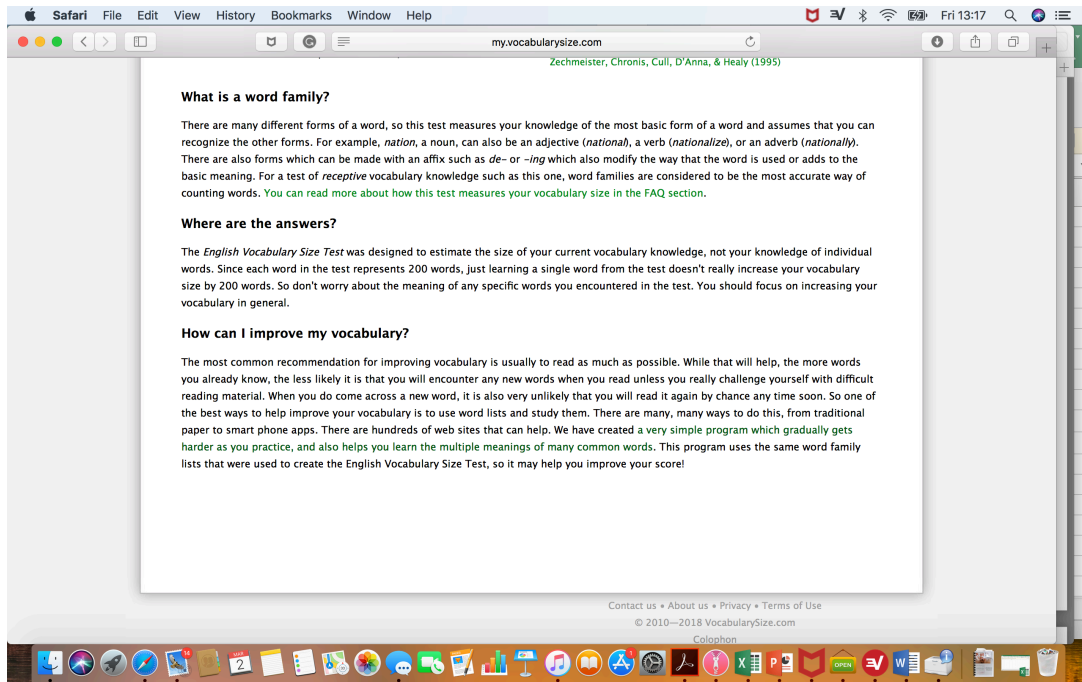 Safari File Edit View History Bookmarks Window Help Fri 13:17
my.vocabularysize.com
Zechmeister, Chronis, Cull, D'Anna, & Healy (1995)
What is a word family?
There are many different forms of a word, so this test measures your knowledge of the most basic form of a word and assumes that you can
recognize the other forms. For example, nation, a noun, can also be an adjective (national), a verb (nationalize), or an adverb (nationally).
There are also forms which can be made with an affix such as de- or -ing which also modify the way that the word is used or adds to the
basic meaning. For a test of receptive vocabulary knowledge such as this one, word families are considered to be the most accurate way of
counting words. You can read more about how this test measures your vocabulary size in the FAQ section.
Where are the answers?
The English Vocabulary Size Test was designed to estimate the size of your current vocabulary knowledge, not your knowledge of individual
words. Since each word in the test represents 200 words, just learning a single word from the test doesn't really increase your vocabulary
size by 200 words. So don't worry about the meaning of any specific words you encountered in the test. You should focus on increasing your
vocabulary in general.
How can I improve my vocabulary?
The most common recommendation for improving vocabulary is usually to read as much as possible. While that will help, the more words
you already know, the less likely it is that you will encounter any new words when you read unless you really challenge yourself with difficult
reading material. When you do come across a new word, it is also very unlikely that you will read it again by chance any time soon. So one of
the best ways to help improve your vocabulary is to use word lists and study them. There are many, many ways to do this, from traditional
paper to smart phone apps. There are hundreds of web sites that can help. We have created a very simple program which gradually gets
harder as you practice, and also helps you learn the multiple meanings of many common words. This program uses the same word family
lists that were used to create the English Vocabulary Size Test, so it may help you improve your score!
Contact us • About us • Privacy • Terms of Use
© 2010—2018 VocabularySize.com
Colophon
14 MAR 2 1 OPEN 1